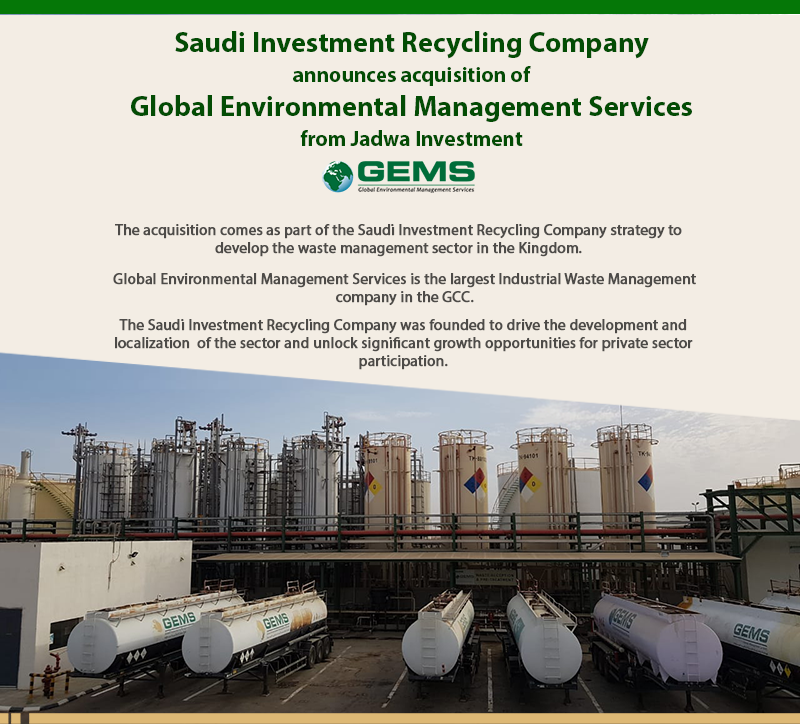 Saudi Investment Recycling Company
announces acquisition of
Global Environmental Management Services
from Jadwa Investment
GEMS
Global Environmental Management Services
The acquisition comes as part of the Saudi Investment Recycling Company strategy to
develop the waste management sector in the Kingdom.
Global Environmental Management Services is the largest Industrial Waste Management
company in the GCC.
The Saudi Investment Recycling Company was founded to drive the development and
localization of the sector and unlock significant growth opportunities for private sector
participation.
GEMS
GEMS
GEMS
GEMS